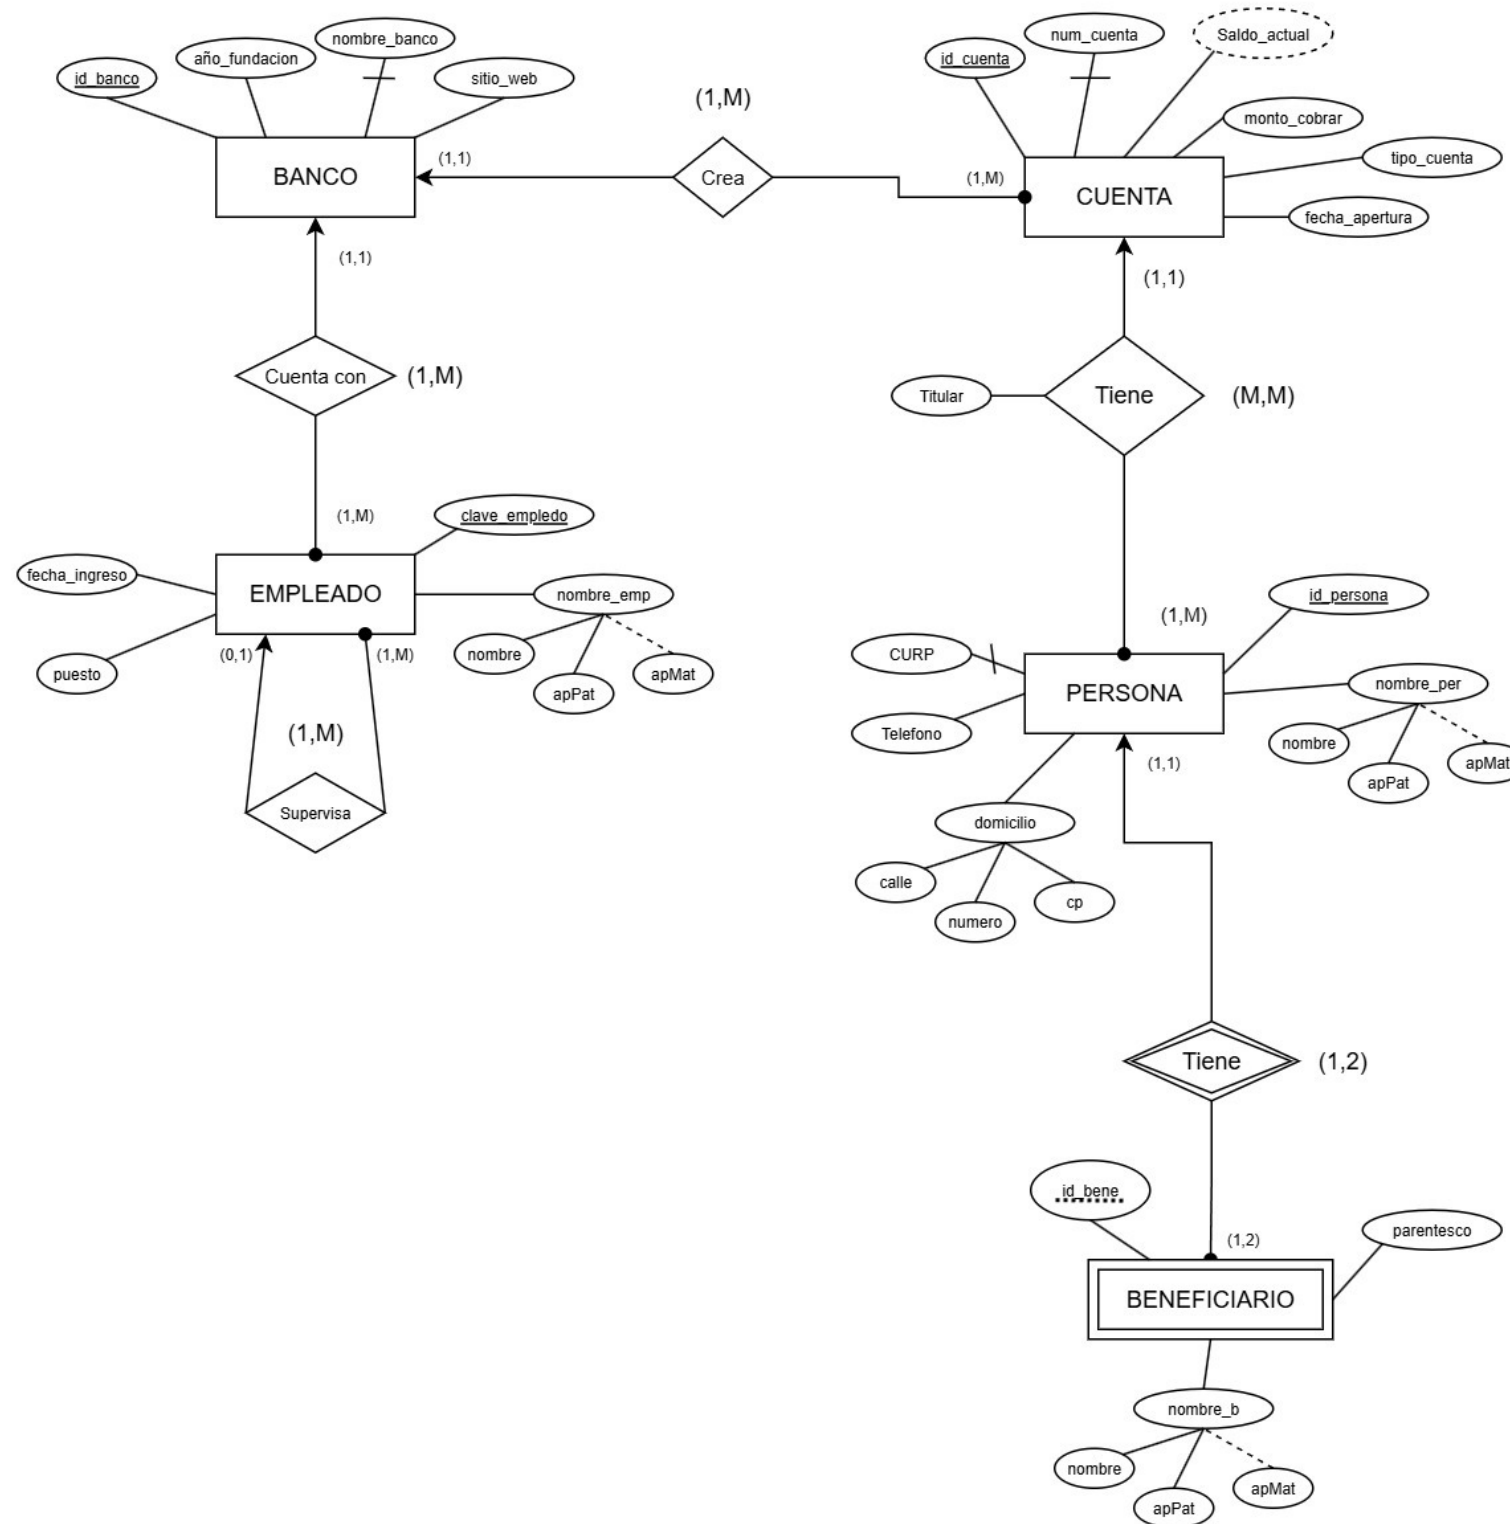 nombre_banco
año_fundacion
id_banco
sitio_web
BANCO
(1,1)
(1,M)
Crea
(1,M)
num_cuenta
Saldo_actual
id_cuenta
monto_cobrar
tipo_cuenta
fecha_apertura
CUENTA
(1,1)
(1,1)
Cuenta con
(1,M)
Titular
Tiene
(M,M)
(1,M)
clave_empledo
fecha_ingreso
EMPLEADO
nombre_emp
puesto
(0,1)
(1,M)
nombre
apPat
apMat
(1,M)
Supervisa
(1,M)
id_persona
CURP
PERSONA
nombre_per
Telefono
(1,1)
nombre
apPat
apMat
domicilio
calle
numero
cp
Tiene
(1,2)
id_bene
(1,2)
parentesco
BENEFICIARIO
nombre_b
nombre
apPat
apMat